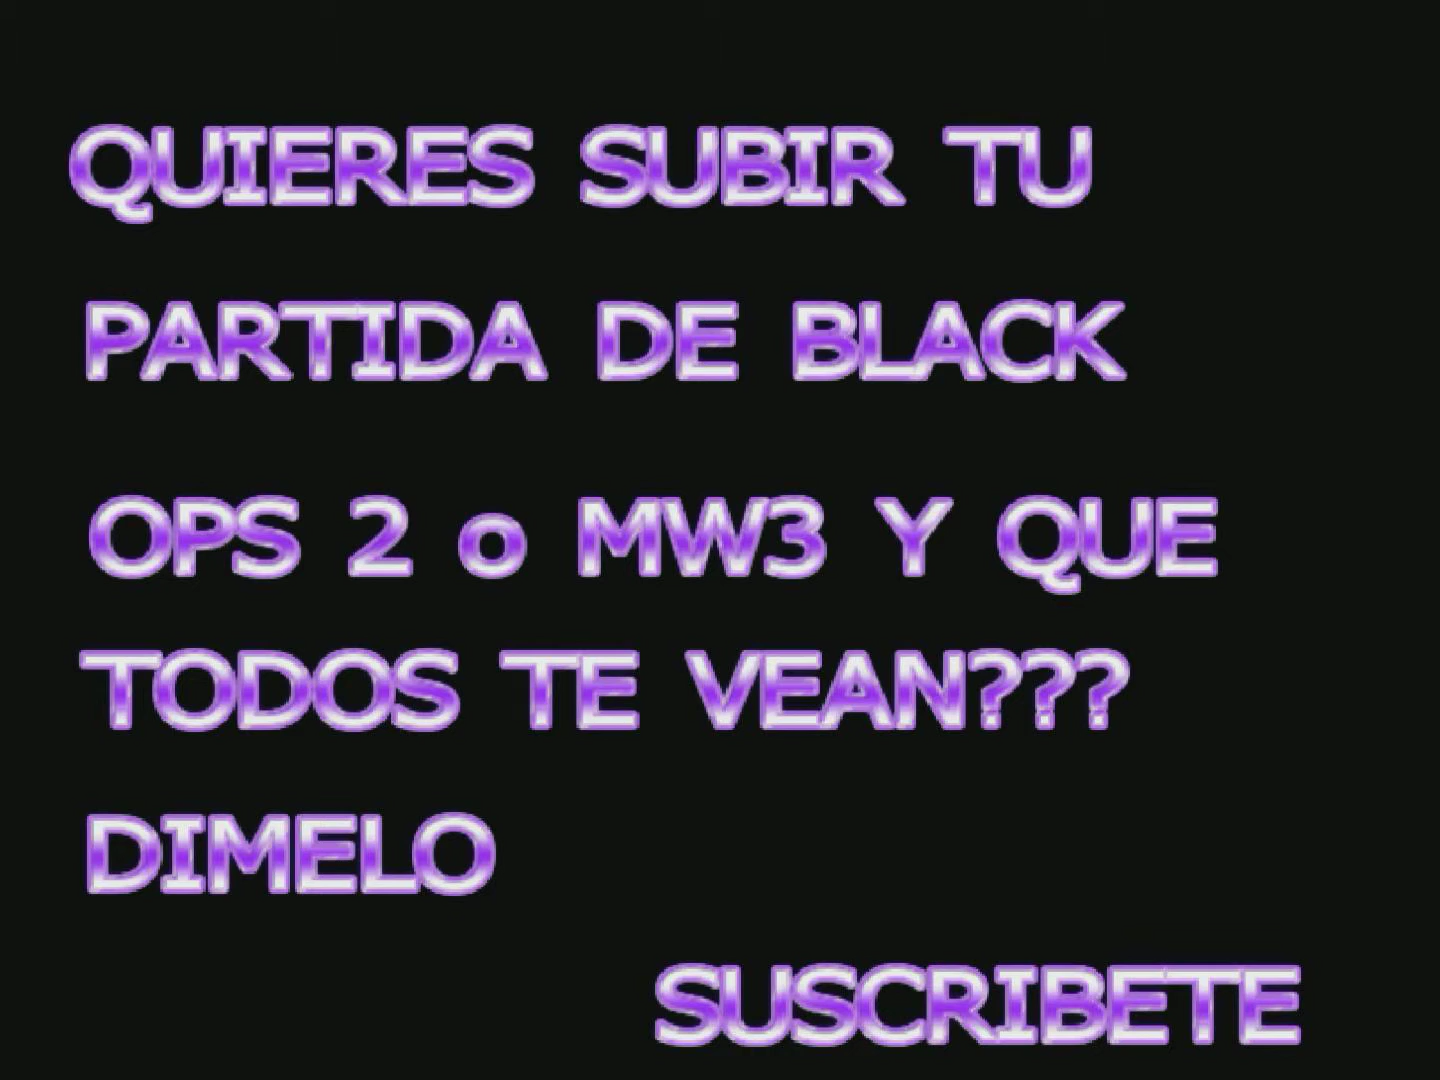 QUIERES SUBIR TU
PARTIDA DE BLACK
OPS 2 o MW3 Y QUE
TODOS TE VEAN???
DIMELO
SUSCRIBETE